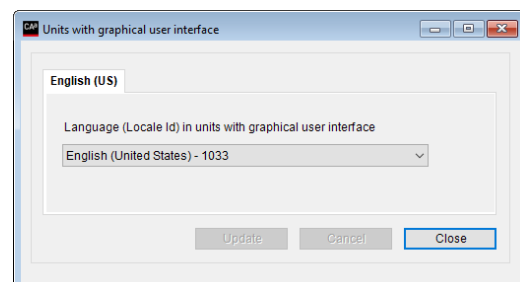 CAP Units with graphical user interface
English (US)
Language (Locale Id) in units with graphical user interface
English (United States) - 1033
Update Cancel Close